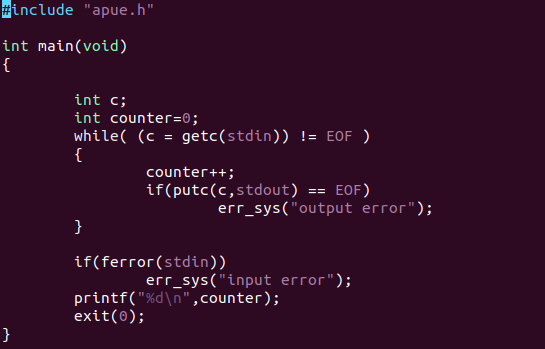 #include "apue.h"
int main(void)
{
int c;
int counter=0;
while( (c = getc(stdin)) != EOF )
{
counter++;
if(putc(c,stdout) == EOF)
err_sys("output error");
}
if(ferror(stdin))
err_sys("input error");
printf("%d\n",counter);
exit(0);
}